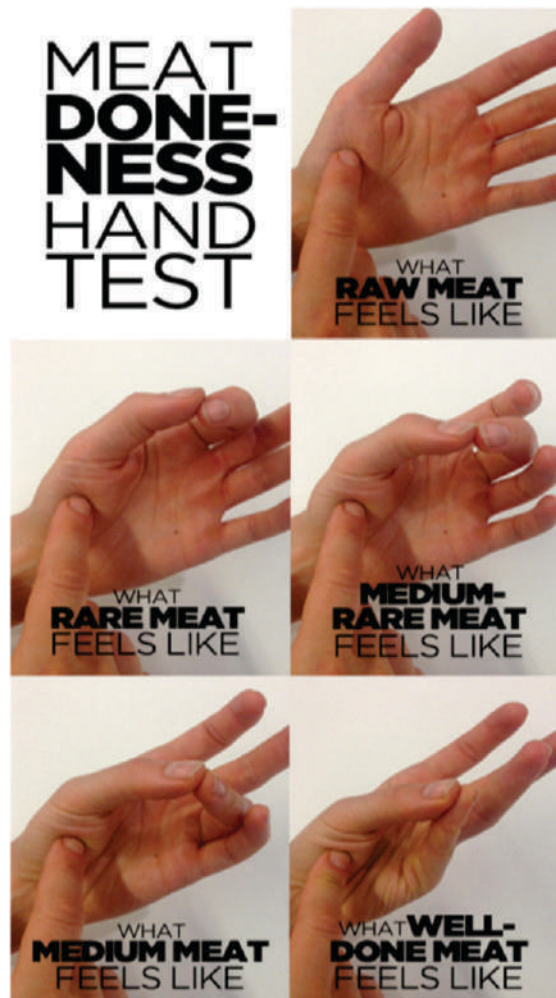 MEAT
DONE-
NESS
HAND
TEST
WHAT
RAW MEAT
FEELS LIKE
WHAT
RARE MEAT
FEELS LIKE
WHAT
MEDIUM-
RARE MEAT
FEELS LIKE
WHAT
MEDIUM MEAT
FEELS LIKE
WHAT WELL-
DONE MEAT
FEELS LIKE